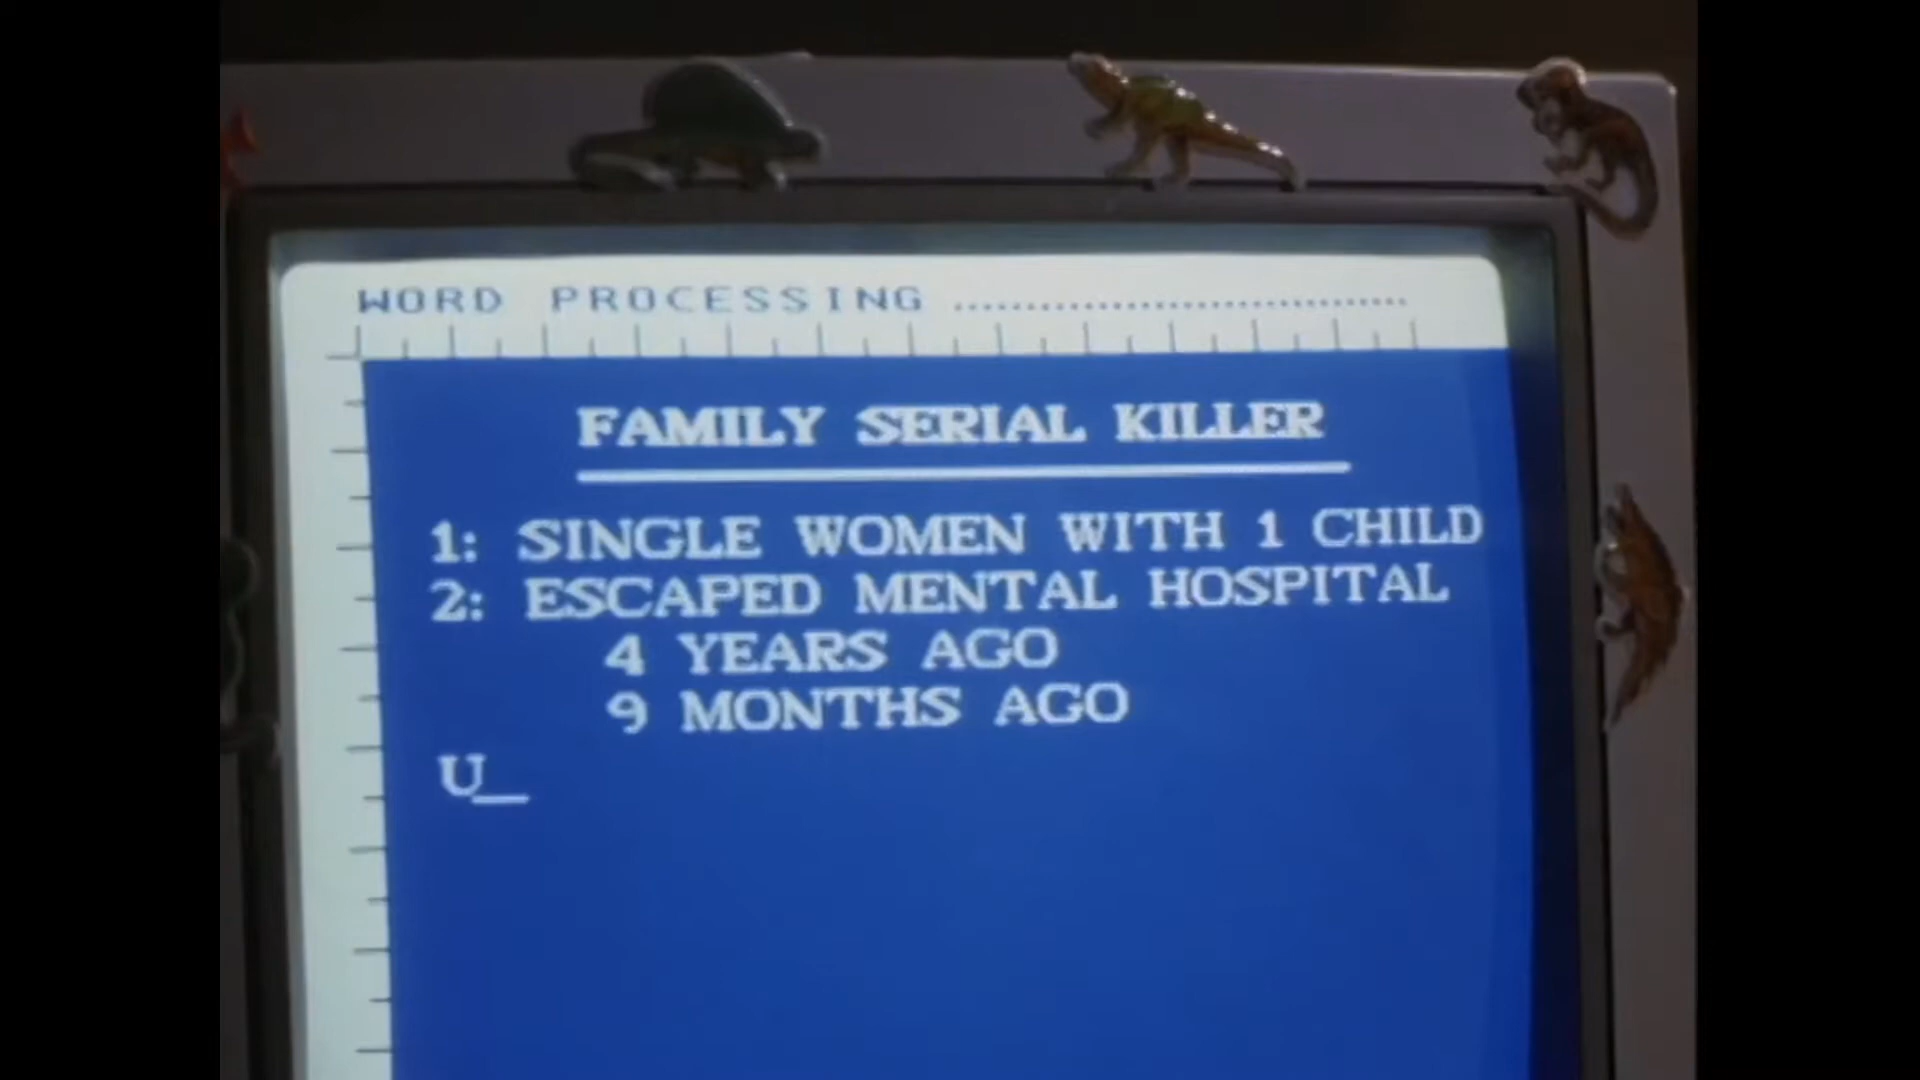 WORD PROCESSING
FAMILY SERIAL KILLER
1: SINGLE WOMEN WITH 1 CHILD
2: ESCAPED MENTAL HOSPITAL
4 YEARS AGO
9 MONTHS AGO
U_